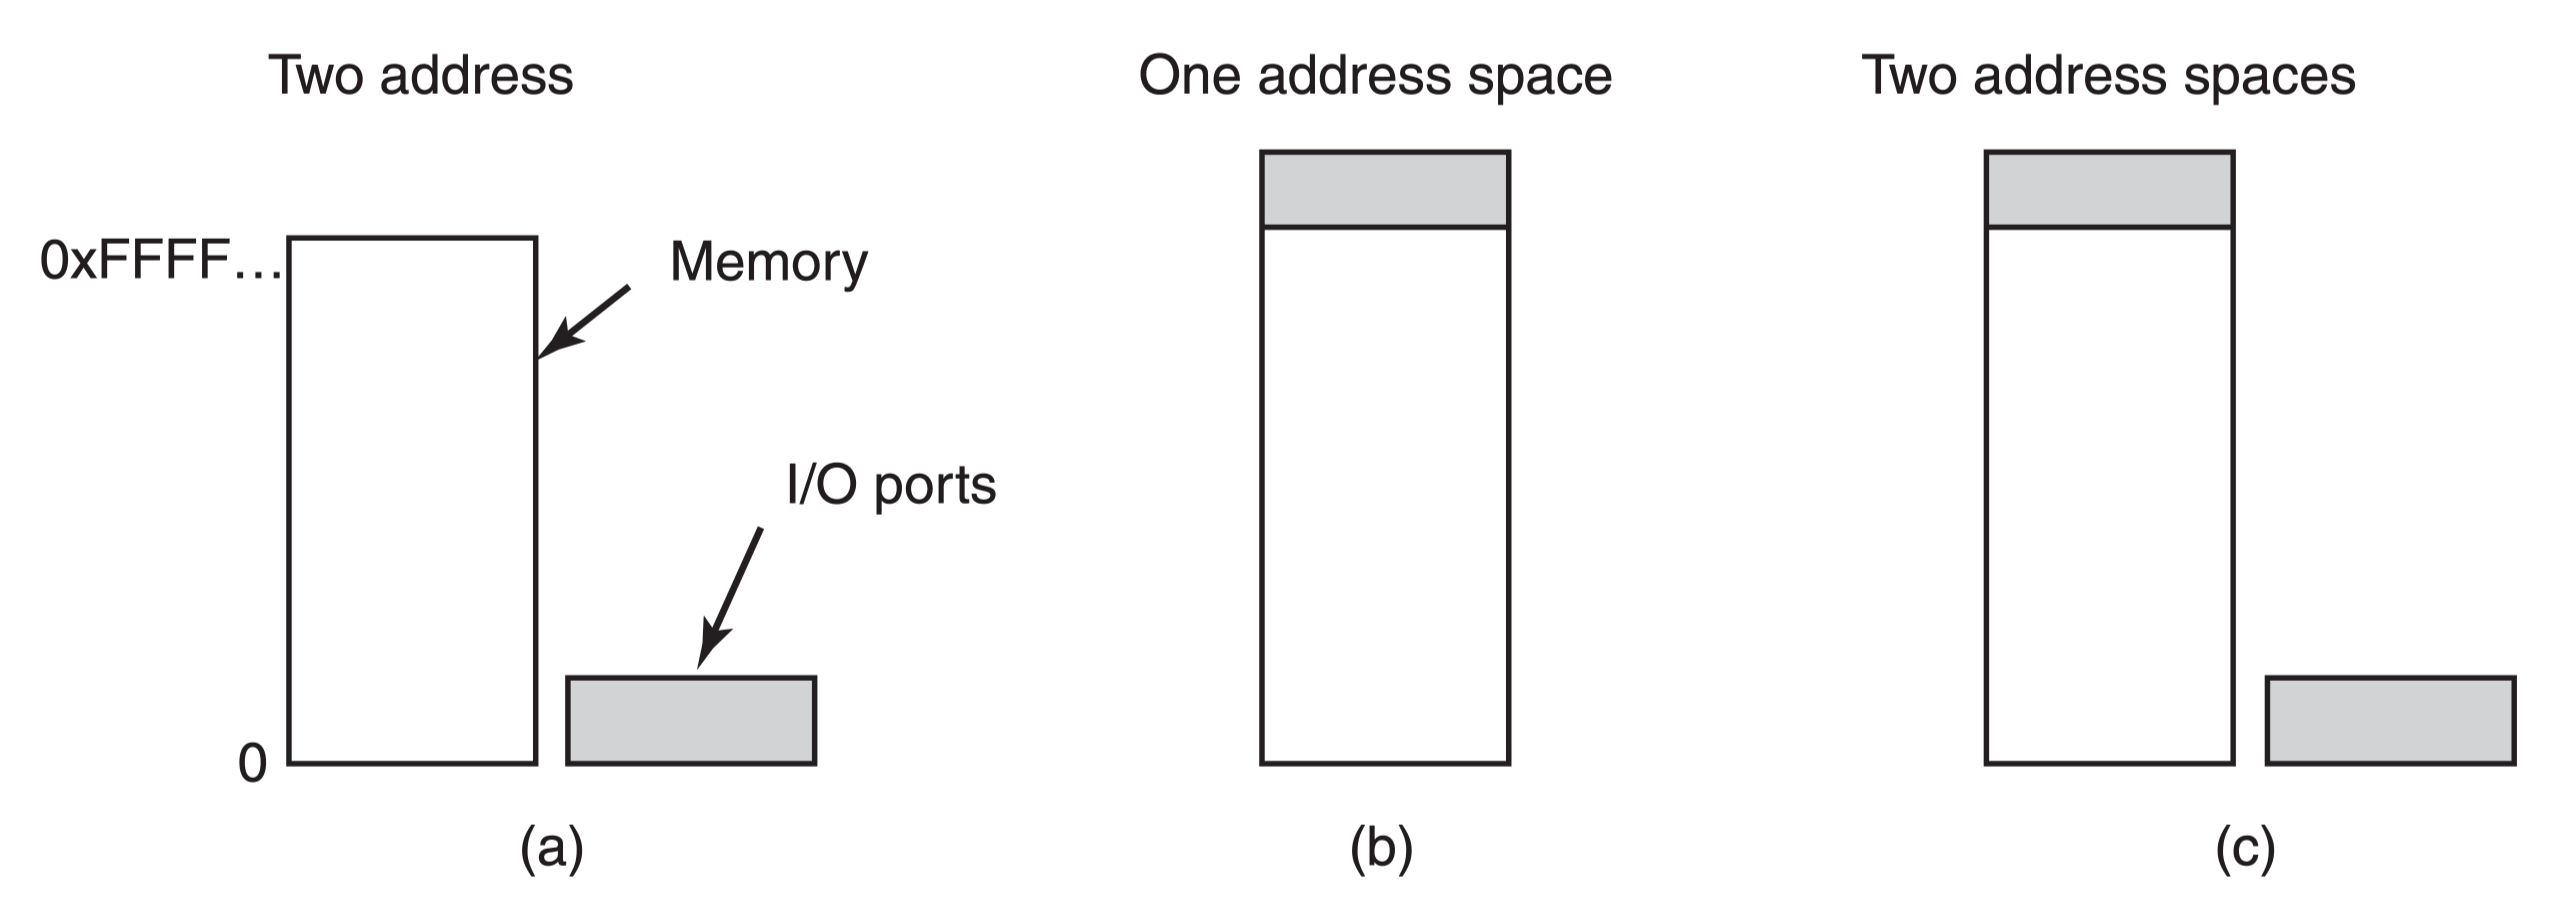 Two address
One address space
Two address spaces
0xFFFF...
Memory
I/O ports
0
(a)
(b)
(c)